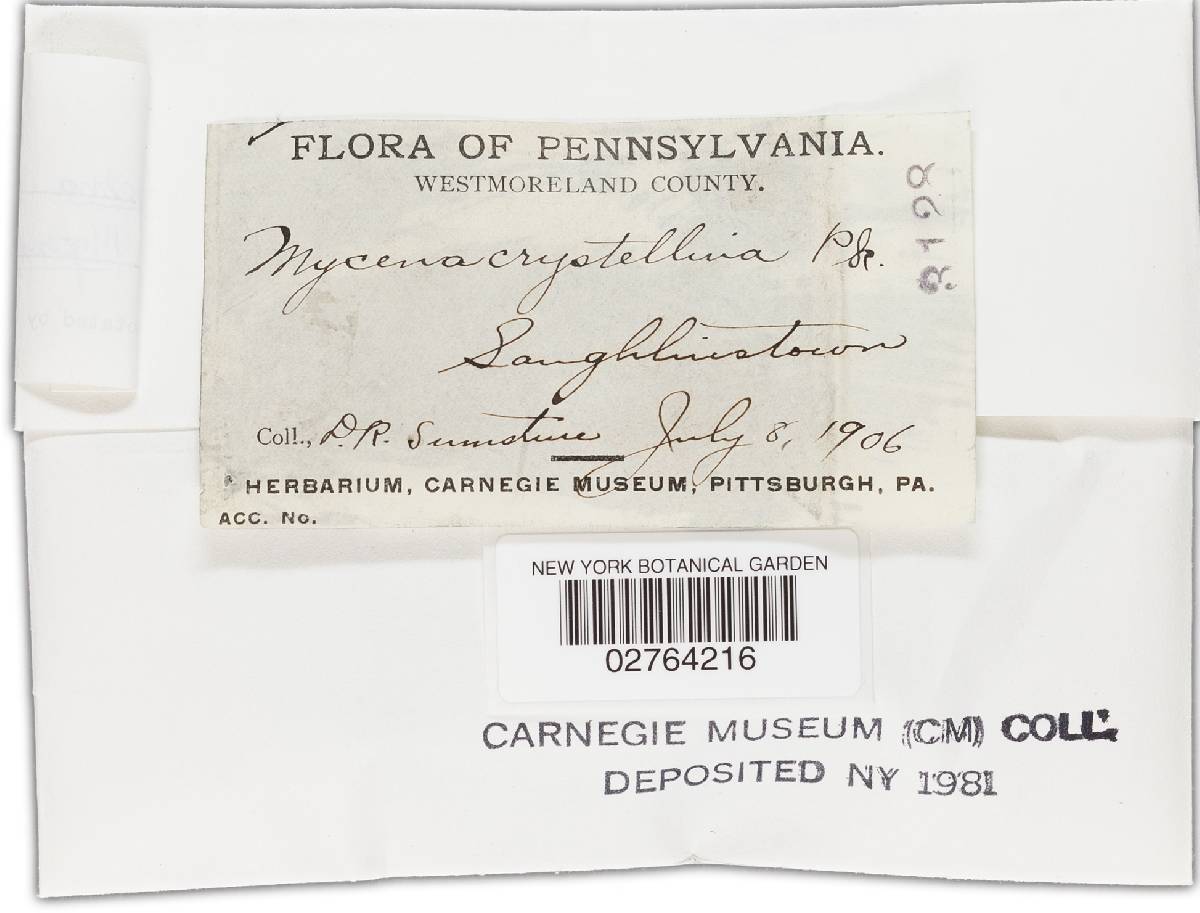 FLORA OF PENNSYLVANIA.
WESTMORELAND COUNTY.
Mycena crystellina Pk.
Laughlinstown
Coll., D.R. Sumstine July 8, 1906
HERBARIUM, CARNEGIE MUSEUM, PITTSBURGH, PA.
ACC. No.
NEW YORK BOTANICAL GARDEN
02764216
CARNEGIE MUSEUM (CM) COLL.
DEPOSITED NY 1981